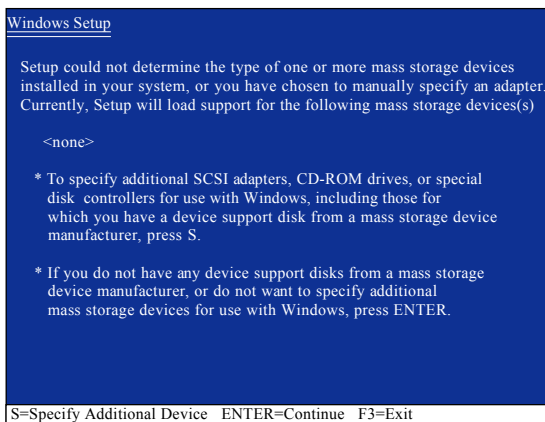 Windows Setup
Setup could not determine the type of one or more mass storage devices
installed in your system, or you have chosen to manually specify an adapter.
Currently, Setup will load support for the following mass storage devices(s)
<none>
* To specify additional SCSI adapters, CD-ROM drives, or special
disk controllers for use with Windows, including those for
which you have a device support disk from a mass storage device
manufacturer, press S.
* If you do not have any device support disks from a mass storage
device manufacturer, or do not want to specify additional
mass storage devices for use with Windows, press ENTER.
S=Specify Additional Device ENTER=Continue F3=Exit